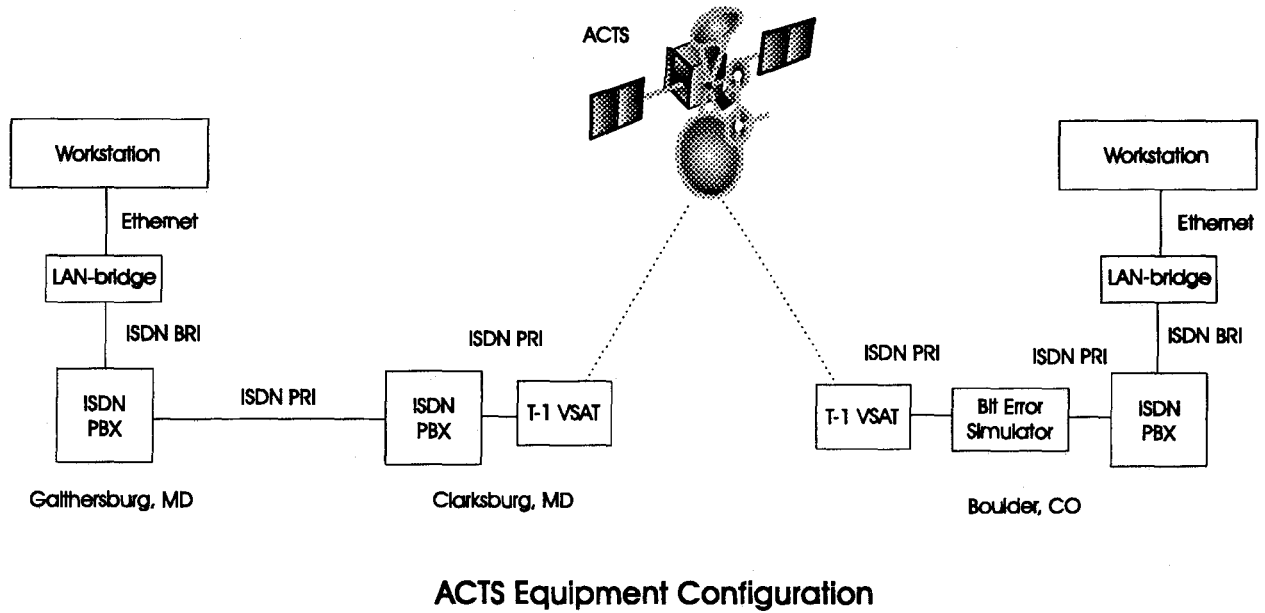 ACTS
Workstation
Workstation
Ethernet
Ethernet
LAN-bridge
LAN-bridge
ISDN BRI
ISDN PRI
ISDN PRI
ISDN PRI
ISDN BRI
ISDN
PBX
ISDN PRI
ISDN
PBX
T-1 VSAT
T-1 VSAT
Bit Error
Simulator
ISDN
PBX
Gaithersburg, MD
Clarksburg, MD
Boulder, CO
ACTS Equipment Configuration